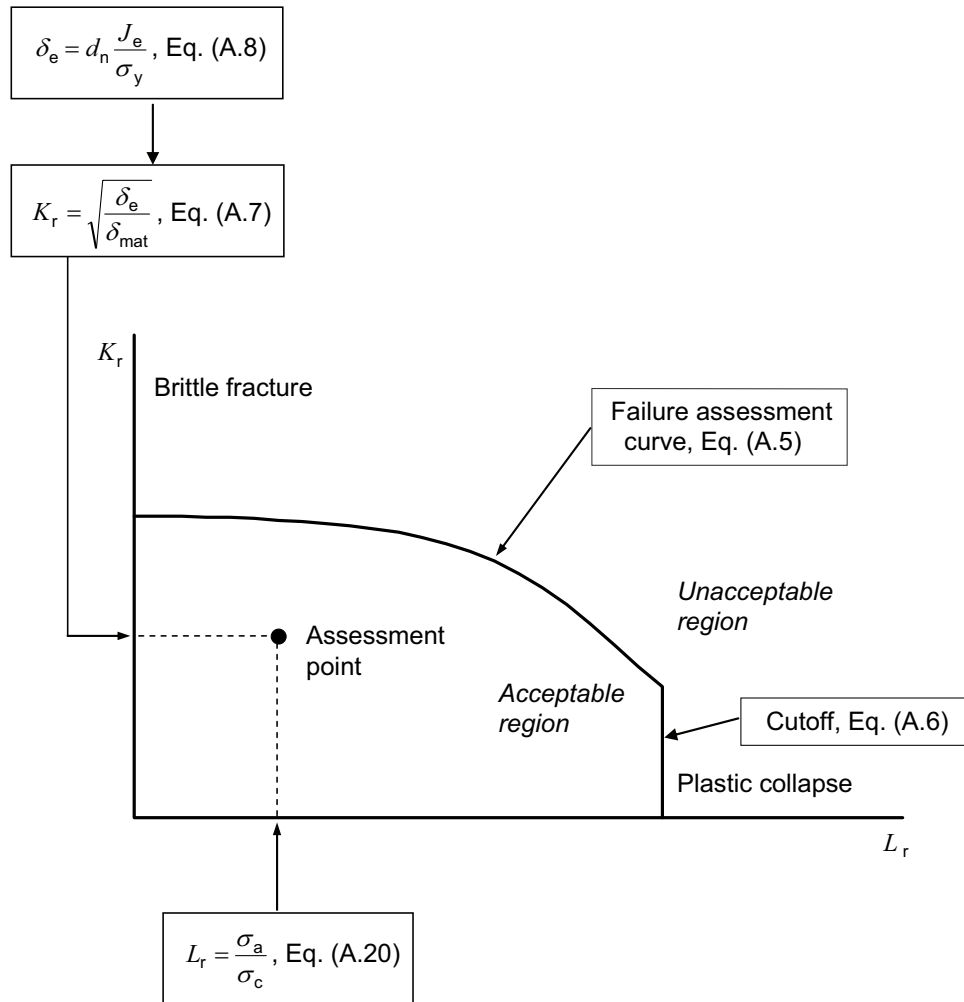 δe = dn Je/σy , Eq. (A.8)
Kr = √(δe/δmat) , Eq. (A.7)
Kr
Brittle fracture
Failure assessment
curve, Eq. (A.5)
Unacceptable
region
Assessment
point
Acceptable
region
Cutoff, Eq. (A.6)
Plastic collapse
Lr
Lr = σa/σc , Eq. (A.20)